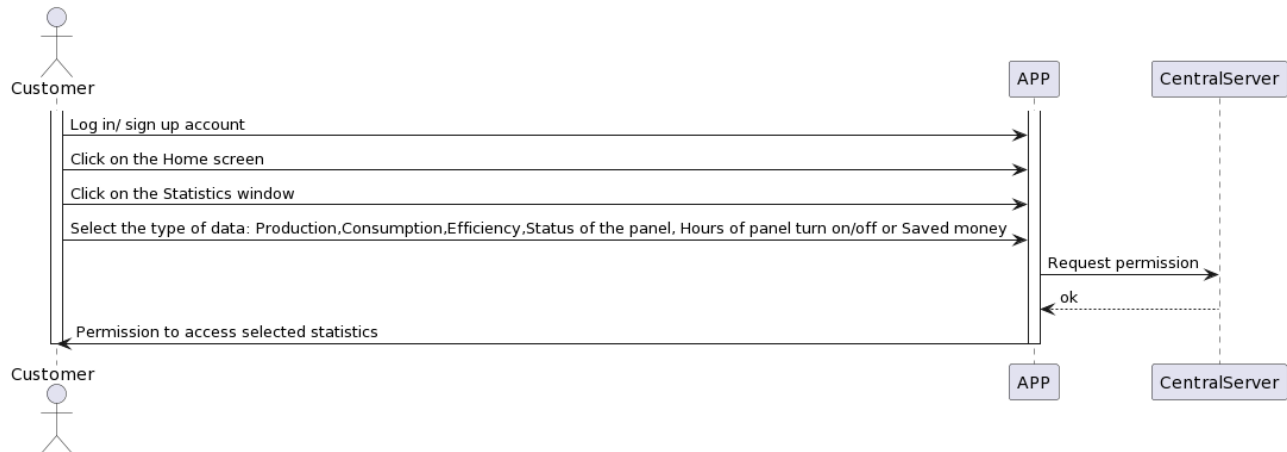 Customer
APP
CentralServer
Log in/ sign up account
Click on the Home screen
Click on the Statistics window
Select the type of data: Production,Consumption,Efficiency,Status of the panel, Hours of panel turn on/off or Saved money
Request permission
ok
Permission to access selected statistics
Customer
APP
CentralServer